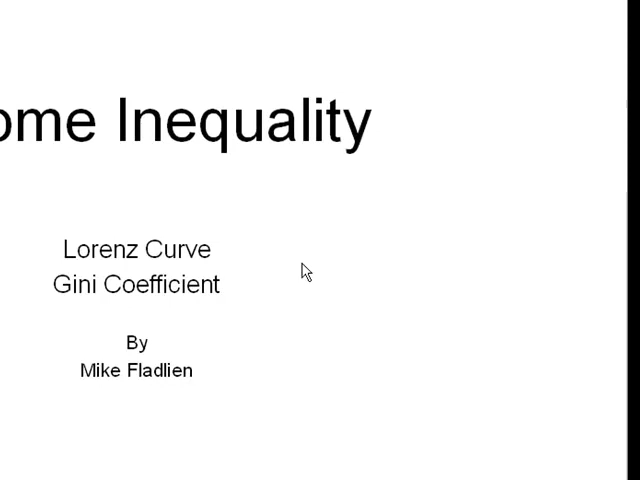 ome Inequality
Lorenz Curve
Gini Coefficient
By
Mike Fladlien